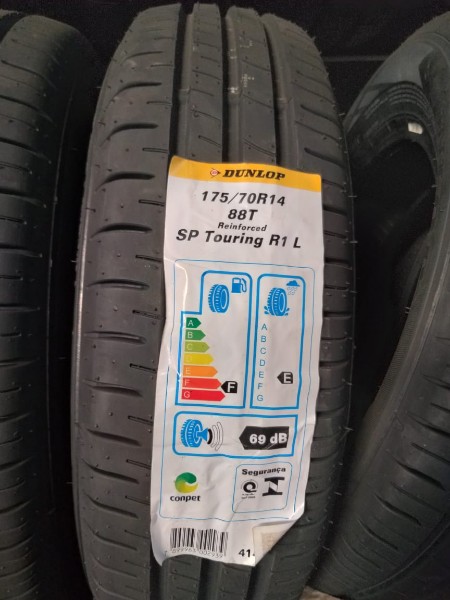 DUNLOP
175/70R14
88T
Reinforced
SP Touring R1 L
A
B
C
D
E
F
G
F
A
B
C
D
E
F
G
E
69 dB
conpet
Segurança